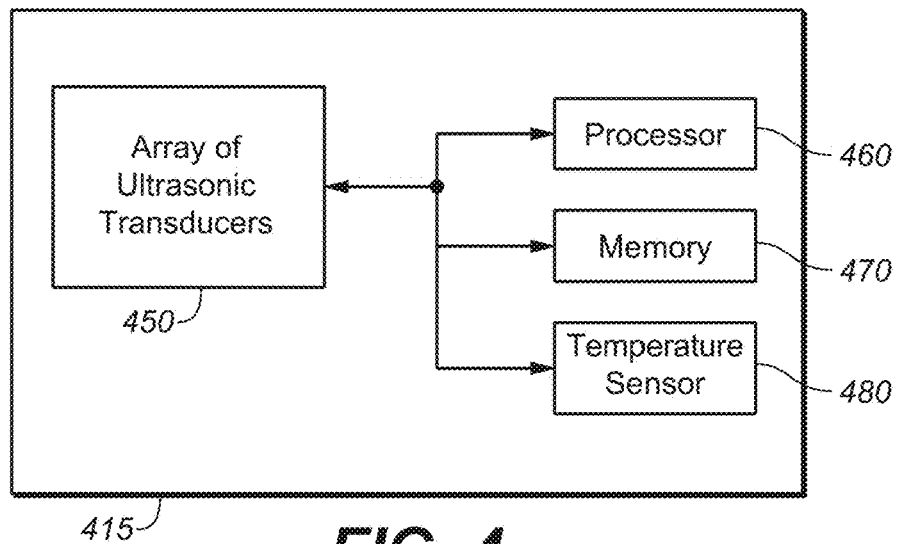 Array of
Ultrasonic
Transducers
450
Processor
460
Memory
470
Temperature
Sensor
480
415
FIG. 4